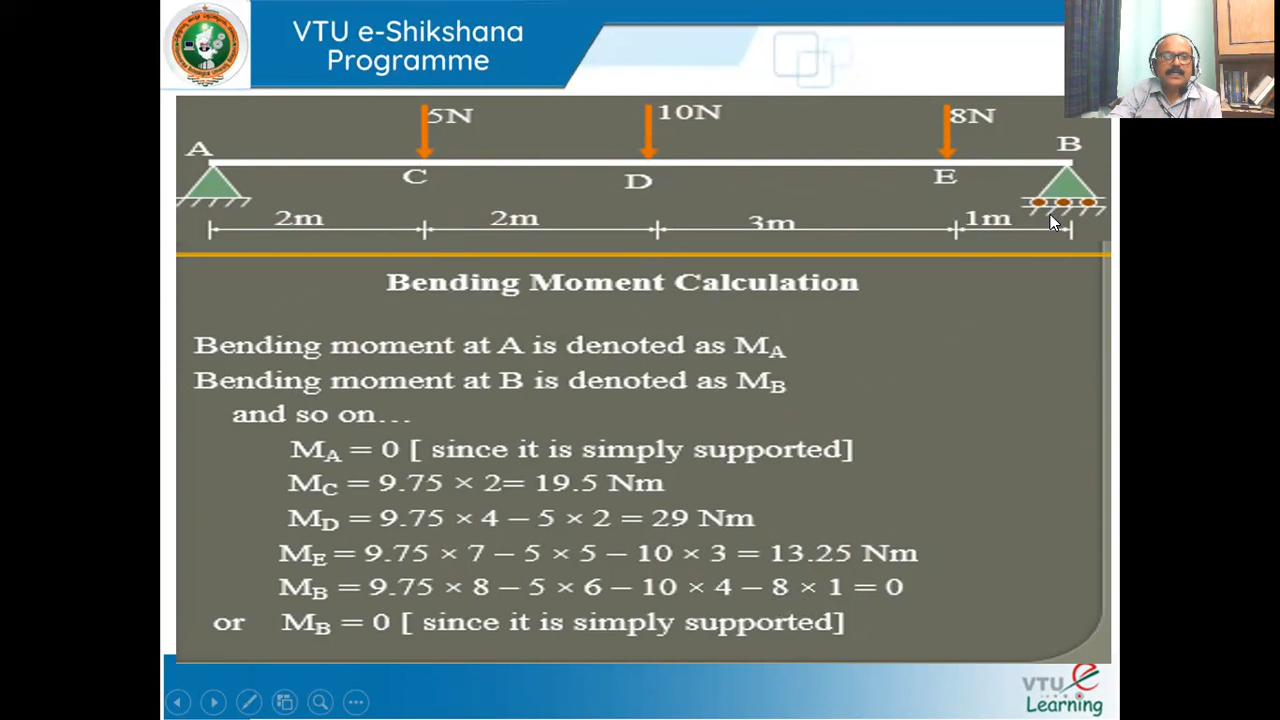 VTU e-Shikshana
Programme
5N 10N 8N
A B
C D E
2m 2m 3m 1m
Bending Moment Calculation
Bending moment at A is denoted as MA
Bending moment at B is denoted as MB
and so on...
MA = 0 [ since it is simply supported]
MC = 9.75 × 2= 19.5 Nm
MD = 9.75 × 4 – 5 × 2 = 29 Nm
ME = 9.75 × 7 – 5 × 5 – 10 × 3 = 13.25 Nm
MB = 9.75 × 8 – 5 × 6 – 10 × 4 – 8 × 1 = 0
or MB = 0 [ since it is simply supported]
VTU e
Learning